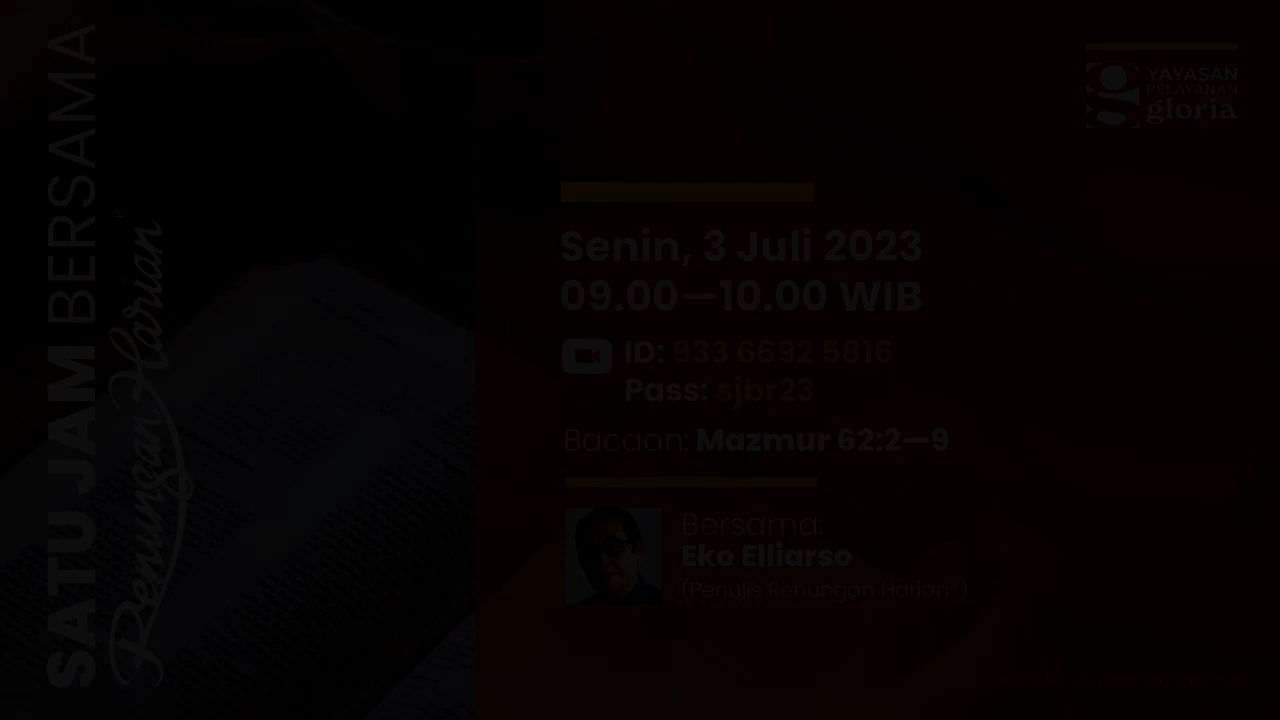 SATU JAM BERSAMA
Renungan Harian®
YAYASAN
PELAYANAN
gloria
Senin, 3 Juli 2023
09.00—10.00 WIB
ID: 933 6692 5816
Pass: sjbr23
Bacaan: Mazmur 62:2—9
Bersama:
Eko Elliarso
(Penulis Renungan Harian®)